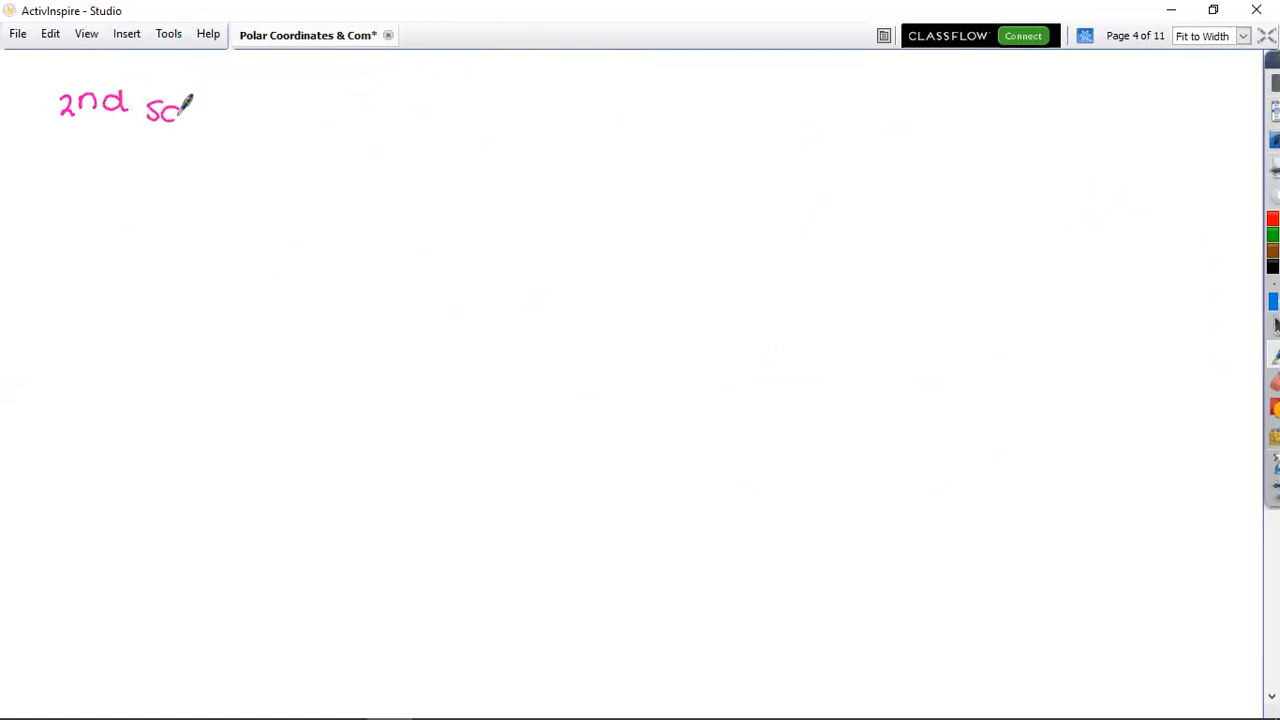 ActivInspire - Studio
File Edit View Insert Tools Help
Polar Coordinates & Com*
CLASSFLOW Connect
Page 4 of 11
Fit to Width
2nd